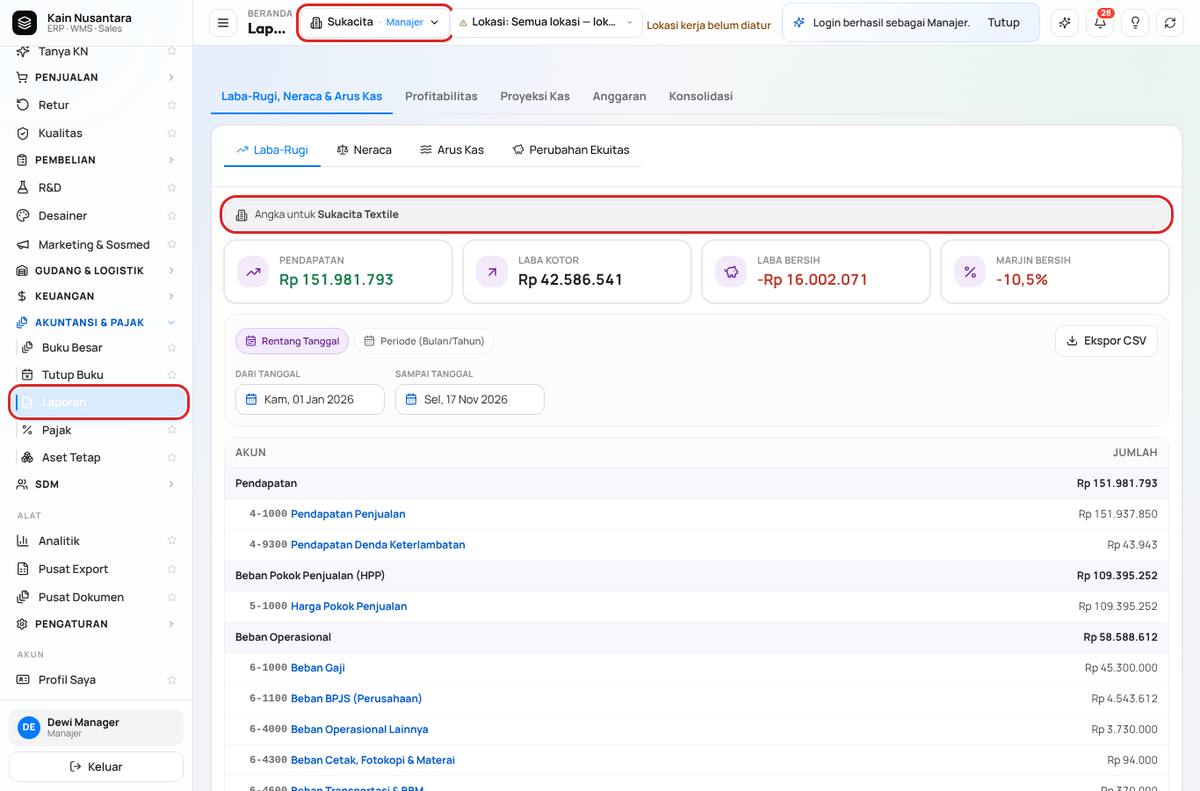 Kain Nusantara
ERP · WMS · Sales
Tanya KN
PENJUALAN
Retur
Kualitas
PEMBELIAN
R&D
Desainer
Marketing & Sosmed
GUDANG & LOGISTIK
KEUANGAN
AKUNTANSI & PAJAK
Buku Besar
Tutup Buku
Laporan
Pajak
Aset Tetap
SDM
ALAT
Analitik
Pusat Export
Pusat Dokumen
PENGATURAN
AKUN
Profil Saya
DE
Dewi Manager
Manajer
Keluar
BERANDA
Lap...
Sukacita · Manajer
Lokasi: Semua lokasi — lok...
Lokasi kerja belum diatur
Login berhasil sebagai Manajer.
Tutup
28
Laba-Rugi, Neraca & Arus Kas
Profitabilitas
Proyeksi Kas
Anggaran
Konsolidasi
Laba-Rugi
Neraca
Arus Kas
Perubahan Ekuitas
Angka untuk Sukacita Textile
PENDAPATAN
Rp 151.981.793
LABA KOTOR
Rp 42.586.541
LABA BERSIH
-Rp 16.002.071
MARJIN BERSIH
-10,5%
Rentang Tanggal
Periode (Bulan/Tahun)
Ekspor CSV
DARI TANGGAL
SAMPAI TANGGAL
Kam, 01 Jan 2026
Sel, 17 Nov 2026
AKUN JUMLAH
Pendapatan Rp 151.981.793
4-1000 Pendapatan Penjualan Rp 151.937.850
4-9300 Pendapatan Denda Keterlambatan Rp 43.943
Beban Pokok Penjualan (HPP) Rp 109.395.252
5-1000 Harga Pokok Penjualan Rp 109.395.252
Beban Operasional Rp 58.588.612
6-1000 Beban Gaji Rp 45.300.000
6-1100 Beban BPJS (Perusahaan) Rp 4.543.612
6-4000 Beban Operasional Lainnya Rp 3.730.000
6-4300 Beban Cetak, Fotokopi & Materai Rp 94.000
6-4600 Beban Transportasi & BBM Rp 370.000